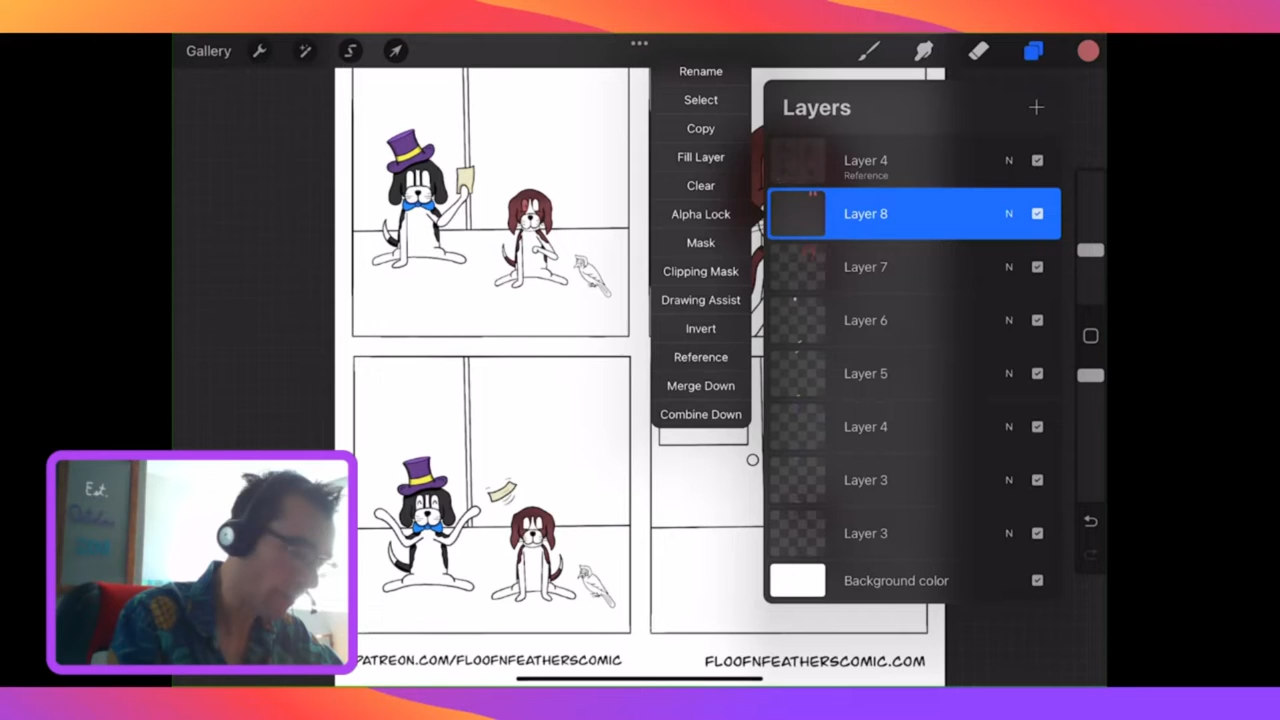 Gallery
Rename
Select
Copy
Fill Layer
Clear
Alpha Lock
Mask
Clipping Mask
Drawing Assist
Invert
Reference
Merge Down
Combine Down
Layers
Layer 4 N
Reference
Layer 8 N
Layer 7 N
Layer 6 N
Layer 5 N
Layer 4 N
Layer 3 N
Layer 3 N
Background color
Est.
October
PATREON.COM/FLOOFNFEATHERSCOMIC
FLOOFNFEATHERSCOMIC.COM